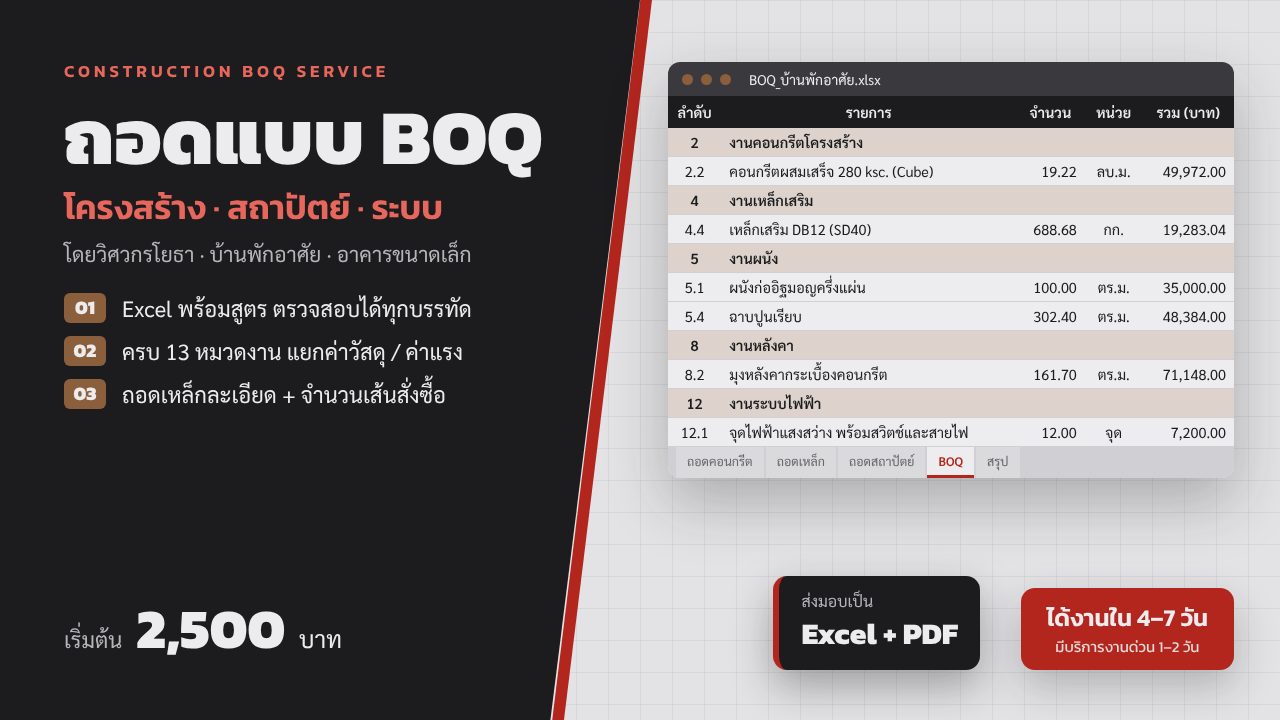 CONSTRUCTION BOQ SERVICE
ถอดแบบ BOQ
โครงสร้าง · สถาปัตย์ · ระบบ
โดยวิศวกรโยธา · บ้านพักอาศัย · อาคารขนาดเล็ก
01 Excel พร้อมสูตร ตรวจสอบได้ทุกบรรทัด
02 ครบ 13 หมวดงาน แยกค่าวัสดุ / ค่าแรง
03 ถอดเหล็กละเอียด + จำนวนเส้นสั่งซื้อ
เริ่มต้น 2,500 บาท
BOQ_บ้านพักอาศัย.xlsx
ลำดับ รายการ จำนวน หน่วย รวม (บาท)
2 งานคอนกรีตโครงสร้าง
2.2 คอนกรีตผสมเสร็จ 280 ksc. (Cube) 19.22 ลบ.ม. 49,972.00
4 งานเหล็กเสริม
4.4 เหล็กเสริม DB12 (SD40) 688.68 กก. 19,283.04
5 งานผนัง
5.1 ผนังก่ออิฐมอญครึ่งแผ่น 100.00 ตร.ม. 35,000.00
5.4 ฉาบปูนเรียบ 302.40 ตร.ม. 48,384.00
8 งานหลังคา
8.2 มุงหลังคากระเบื้องคอนกรีต 161.70 ตร.ม. 71,148.00
12 งานระบบไฟฟ้า
12.1 จุดไฟฟ้าแสงสว่าง พร้อมสวิตช์และสายไฟ 12.00 จุด 7,200.00
ถอดคอนกรีต ถอดเหล็ก ถอดสถาปัตย์ BOQ สรุป
ส่งมอบเป็น
Excel + PDF
ได้งานใน 4–7 วัน
มีบริการงานด่วน 1–2 วัน